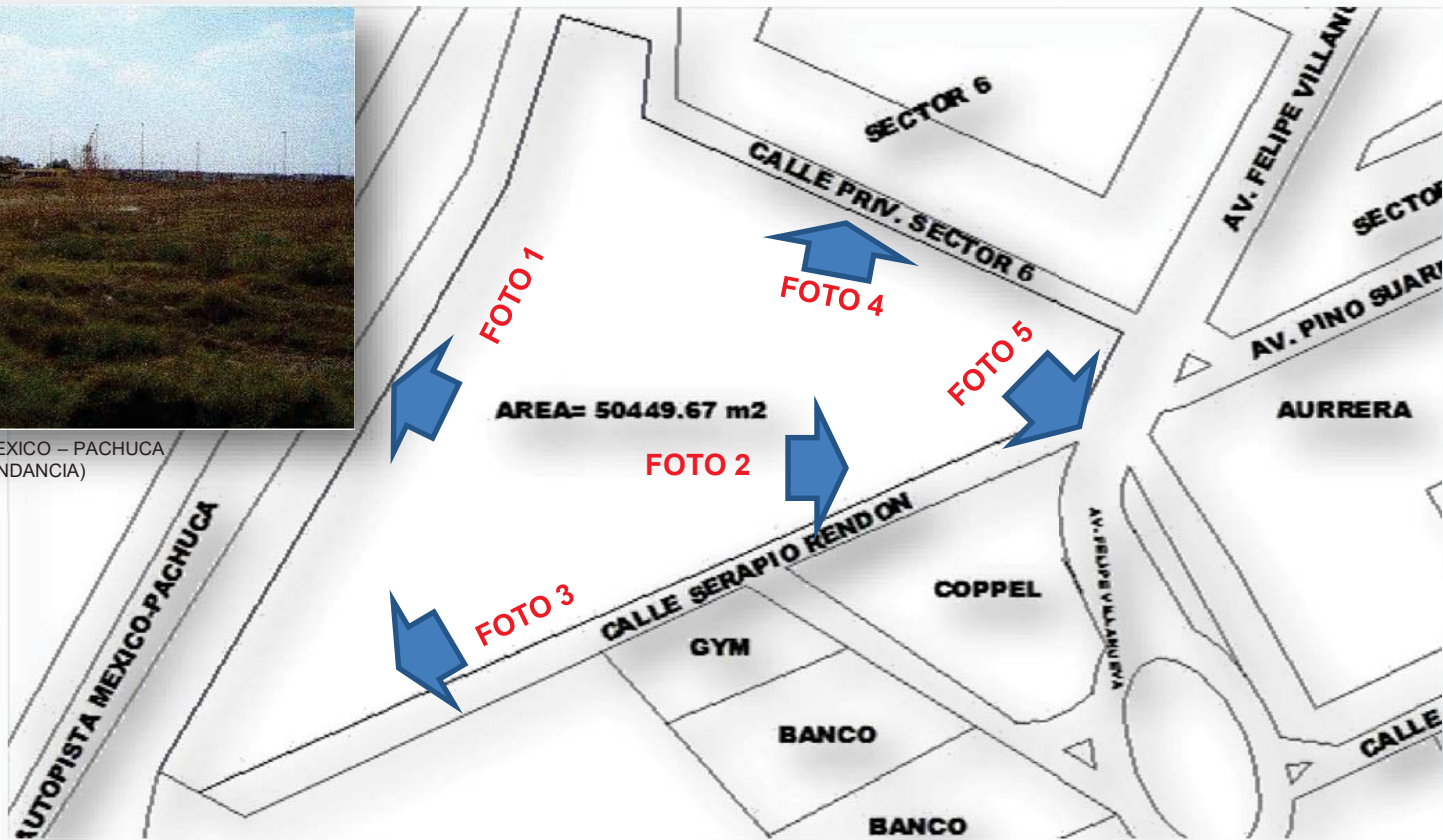 SECTOR 6
AV. FELIPE VILLAN
CALLE PRIV. SECTOR 6
SECTOR
FOTO 1
FOTO 4
AV. PINO SUAR
FOTO 5
AREA= 50449.67 m2
AURRERA
EXICO – PACHUCA
NDANCIA)
FOTO 2
AUTOPISTA MEXICO-PACHUCA
CALLE SERAPIO RENDON
AV. FELIPE VILLANUEVA
COPPEL
FOTO 3
GYM
BANCO
CALLE
BANCO